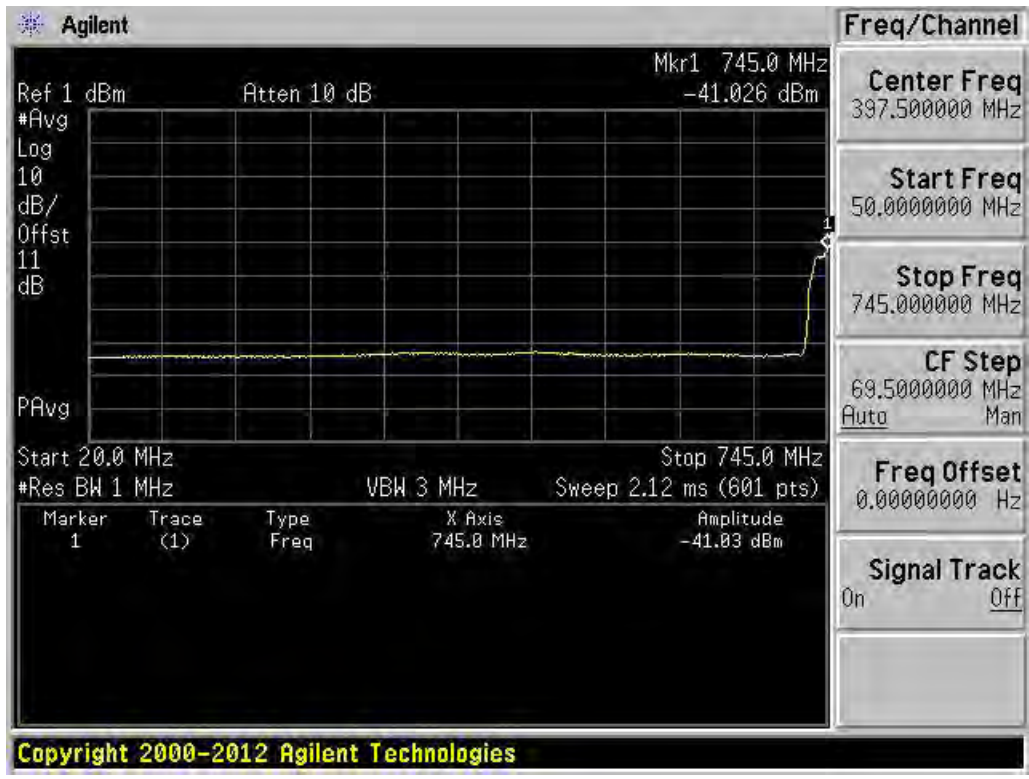 Agilent
Freq/Channel
Mkr1 745.0 MHz
Ref 1 dBm Atten 10 dB -41.026 dBm
#Avg
Log
10
dB/
Offst
11
dB
PAvg
1
Start 20.0 MHz Stop 745.0 MHz
#Res BW 1 MHz VBW 3 MHz Sweep 2.12 ms (601 pts)
Marker Trace Type X Axis Amplitude
1 (1) Freq 745.0 MHz -41.03 dBm
Center Freq
397.500000 MHz
Start Freq
50.0000000 MHz
Stop Freq
745.000000 MHz
CF Step
69.5000000 MHz
Auto Man
Freq Offset
0.00000000 Hz
Signal Track
On Off
Copyright 2000-2012 Agilent Technologies